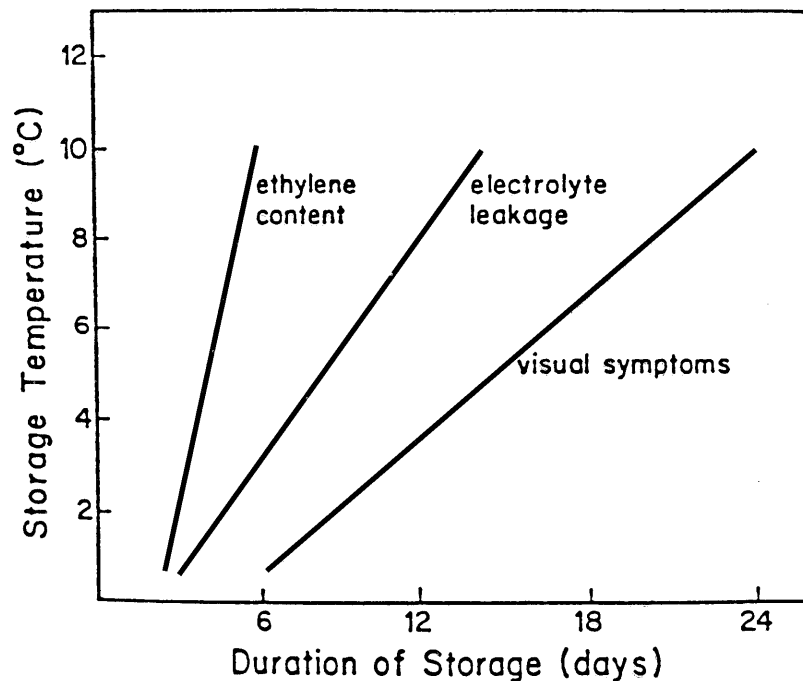 12
10
8
6
4
2
Storage Temperature (°C)
ethylene
content
electrolyte
leakage
visual symptoms
6 12 18 24
Duration of Storage (days)